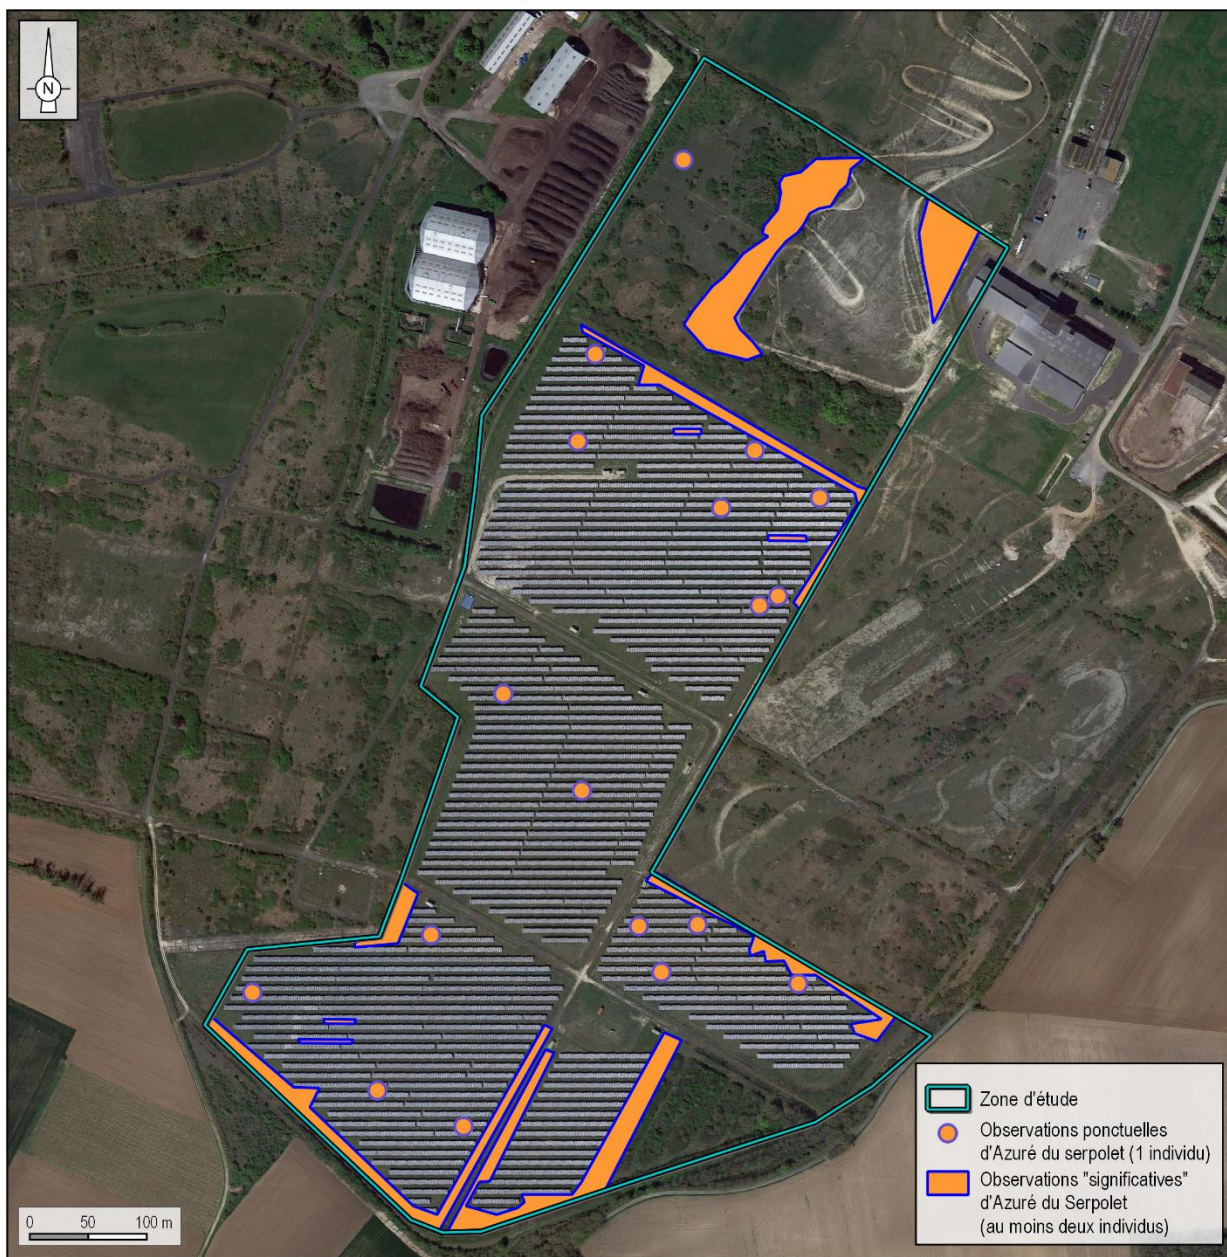 N
Zone d'étude
Observations ponctuelles
d'Azuré du serpolet (1 individu)
Observations "significatives"
d'Azuré du Serpolet
(au moins deux individus)
0 50 100 m